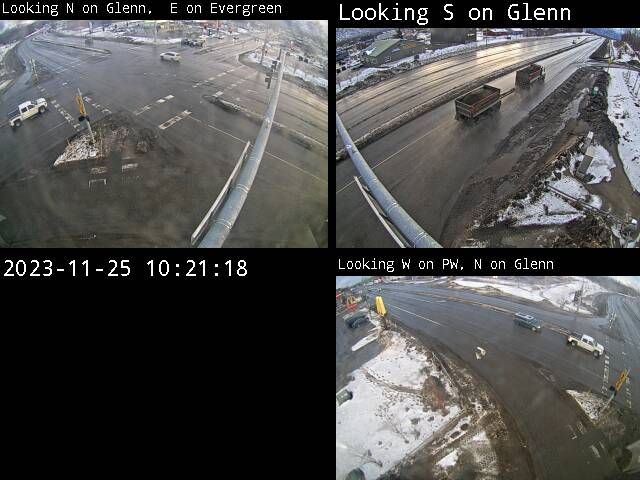 Looking N on Glenn,  E on Evergreen
Looking S on Glenn
2023-11-25 10:21:18
Looking W on PW, N on Glenn